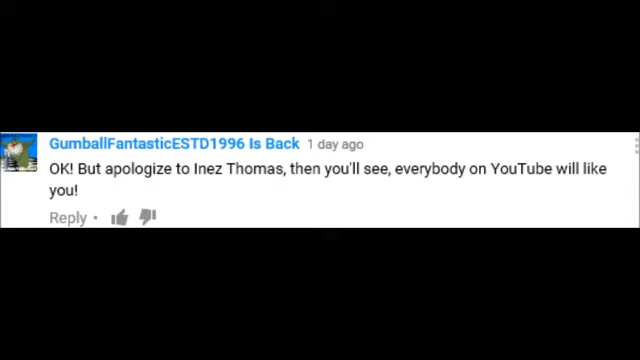 GumballFantasticESTD1996 Is Back 1 day ago
OK! But apologize to Inez Thomas, then you'll see, everybody on YouTube will like
you!
Reply •